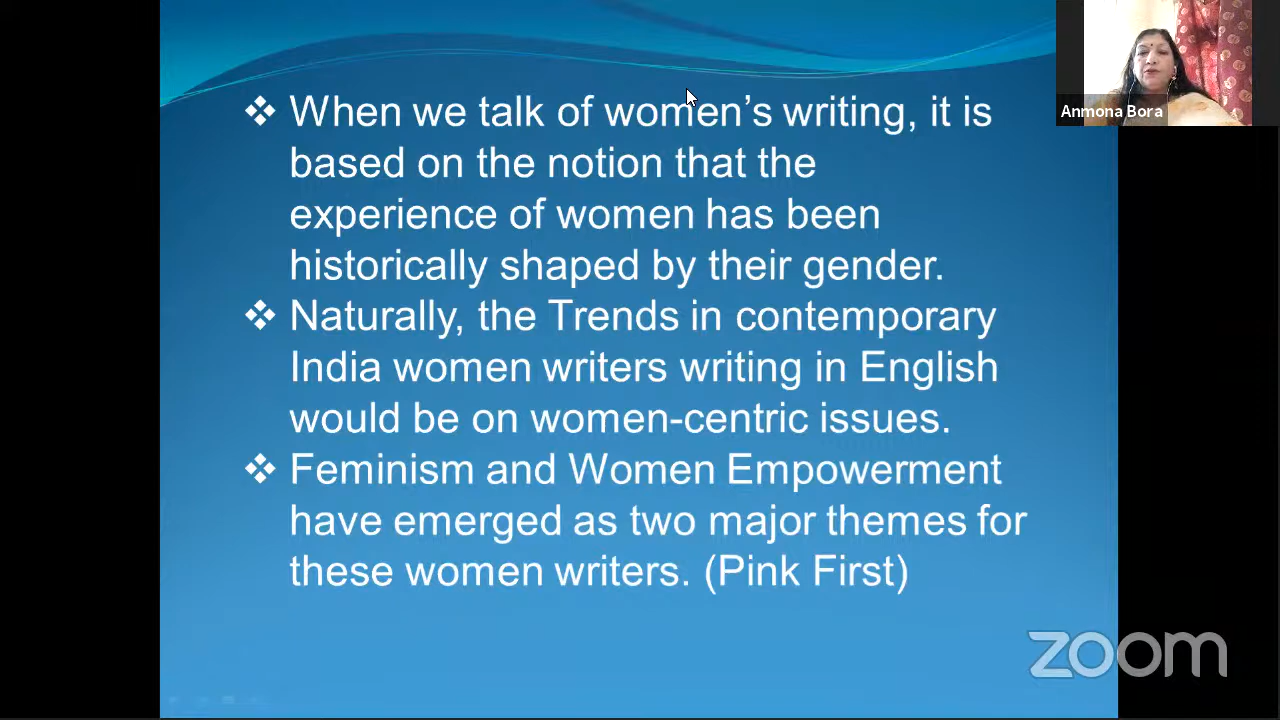 ❖ When we talk of women's writing, it is
based on the notion that the
experience of women has been
historically shaped by their gender.
❖ Naturally, the Trends in contemporary
India women writers writing in English
would be on women-centric issues.
❖ Feminism and Women Empowerment
have emerged as two major themes for
these women writers. (Pink First)
Anmona Bora
zoom